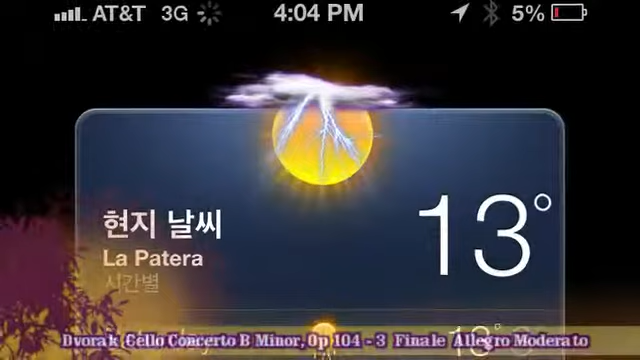 AT&T 3G 4:04 PM 5%
13°
현지 날씨
La Patera
시간별
Dvorak Cello Concerto B Minor, Op 104 - 3 Finale Allegro Moderato